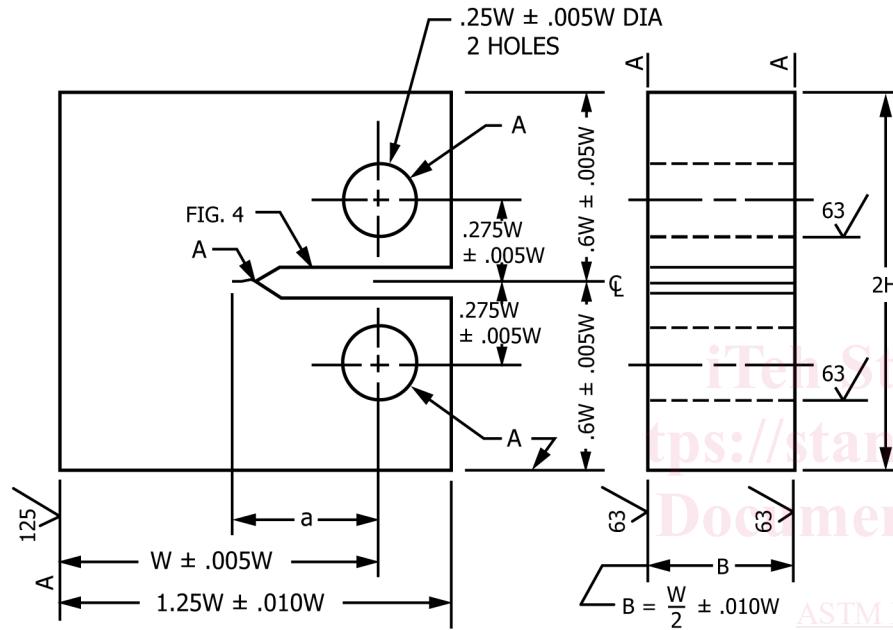 .25W ± .005W DIA
2 HOLES
A
A
A
.6W ± .005W
FIG. 4
A
.275W
± .005W
63
℄
2H
.275W
± .005W
.6W ± .005W
63
iTeh St
tps://stan
Documen
A
125
a
63
63
W ± .005W
B
A
1.25W ± .010W
B = W/2 ± .010W
ASTM